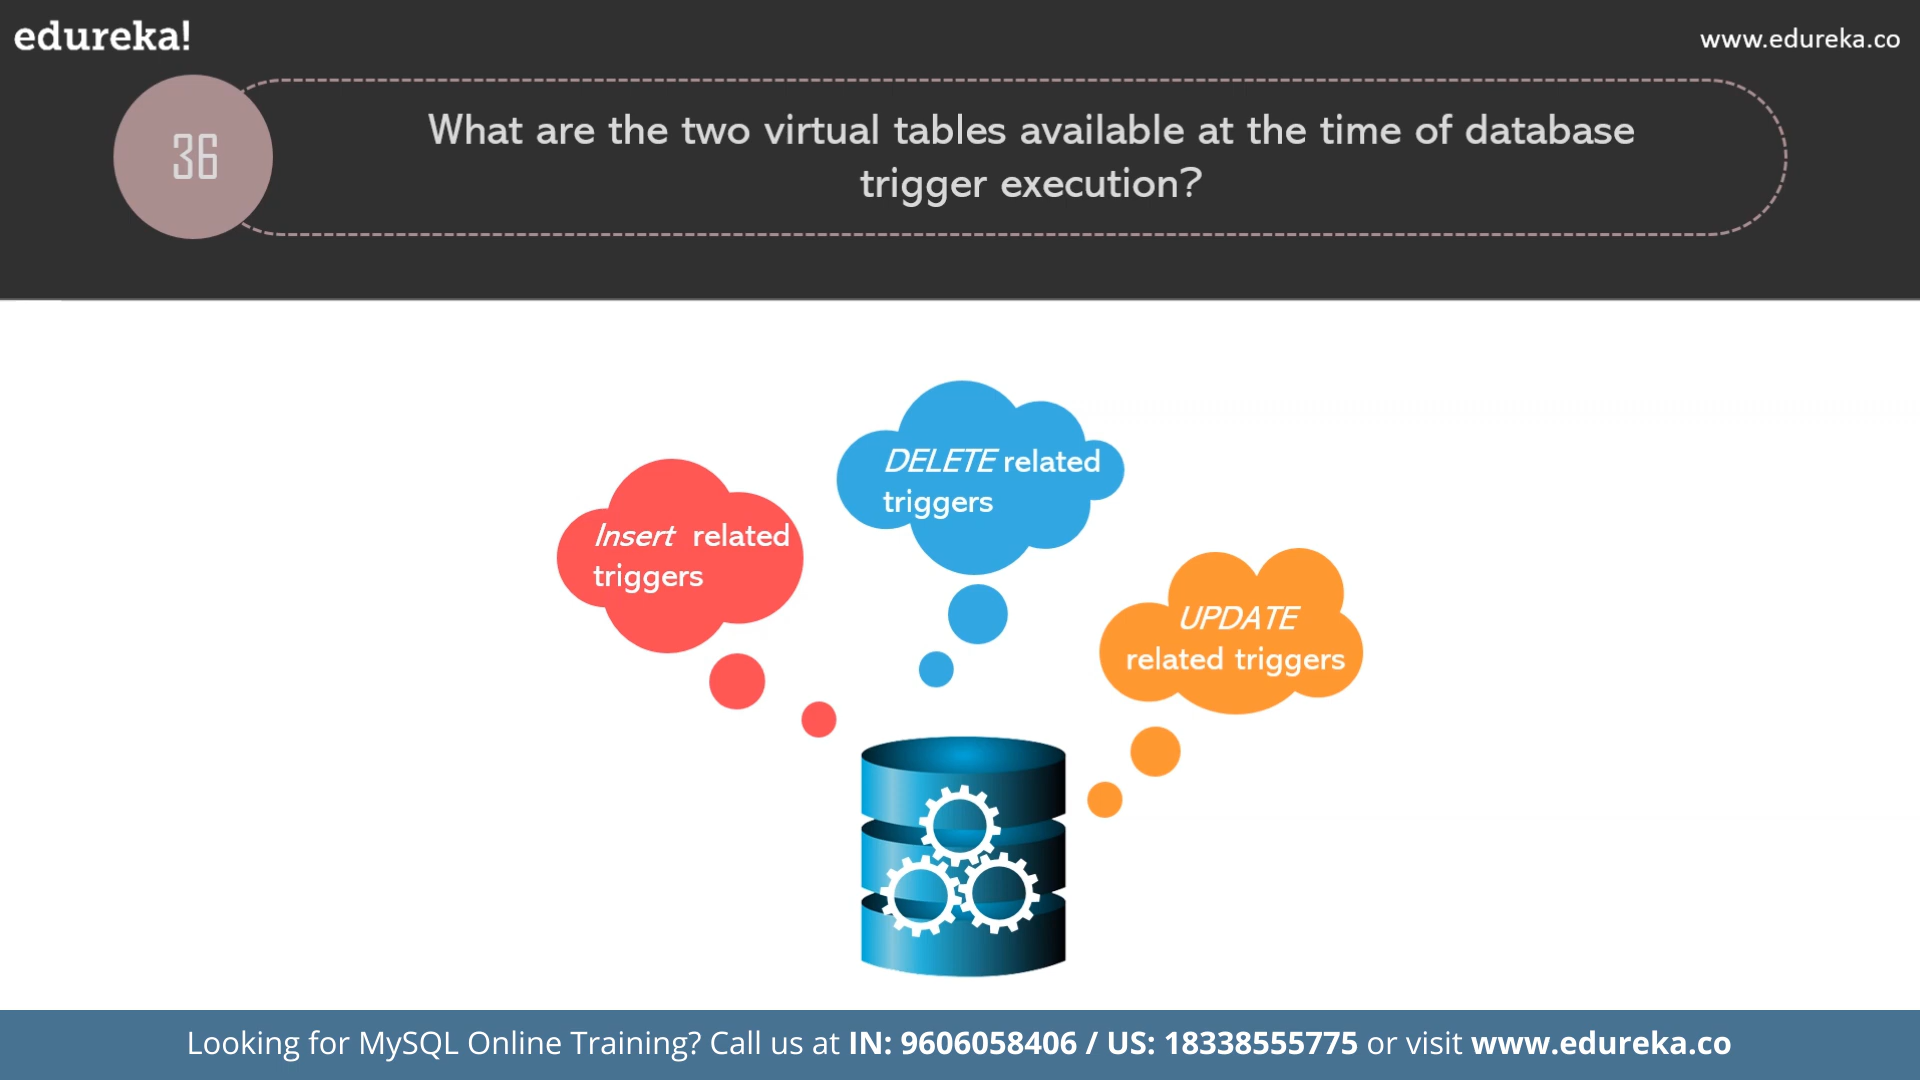 edureka!
www.edureka.co
36
What are the two virtual tables available at the time of database
trigger execution?
DELETE related
triggers
Insert related
triggers
UPDATE
related triggers
Looking for MySQL Online Training? Call us at IN: 9606058406 / US: 18338555775 or visit www.edureka.co